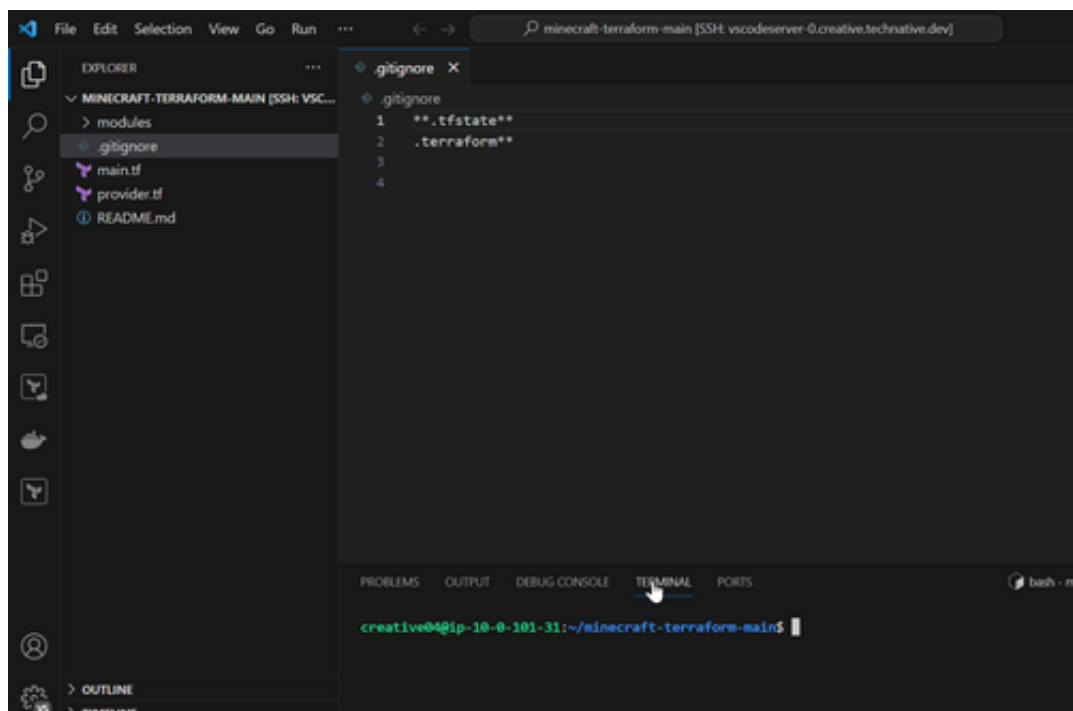 File Edit Selection View Go Run ···
minecraft-terraform-main [SSH: vscodeserver-0.creative.technative.dev]
EXPLORER ···
MINECRAFT-TERRAFORM-MAIN [SSH: VSC...
modules
.gitignore
main.tf
provider.tf
README.md
OUTLINE
.gitignore
.gitignore
1 **.tfstate**
2 .terraform**
3
4
PROBLEMS OUTPUT DEBUG CONSOLE TERMINAL PORTS
bash - m
creative04@ip-10-0-101-31:~/minecraft-terraform-main$